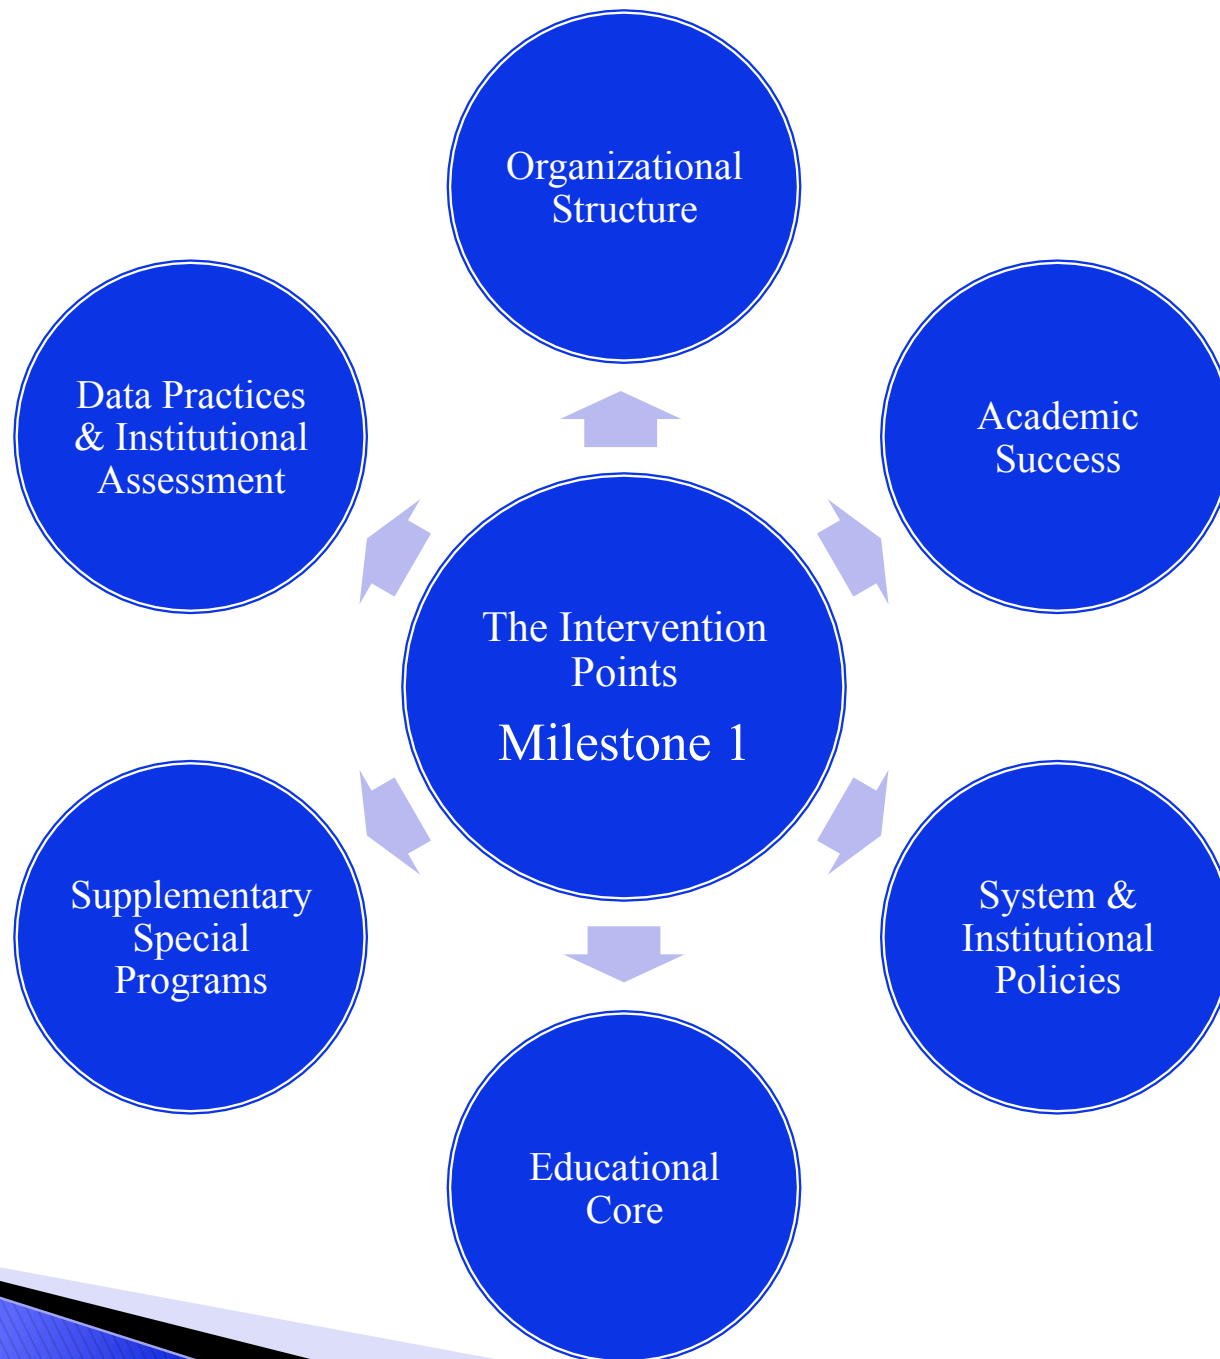 Organizational
Structure
Academic
Success
System &
Institutional
Policies
Educational
Core
Supplementary
Special
Programs
Data Practices
& Institutional
Assessment
The Intervention
Points
Milestone 1